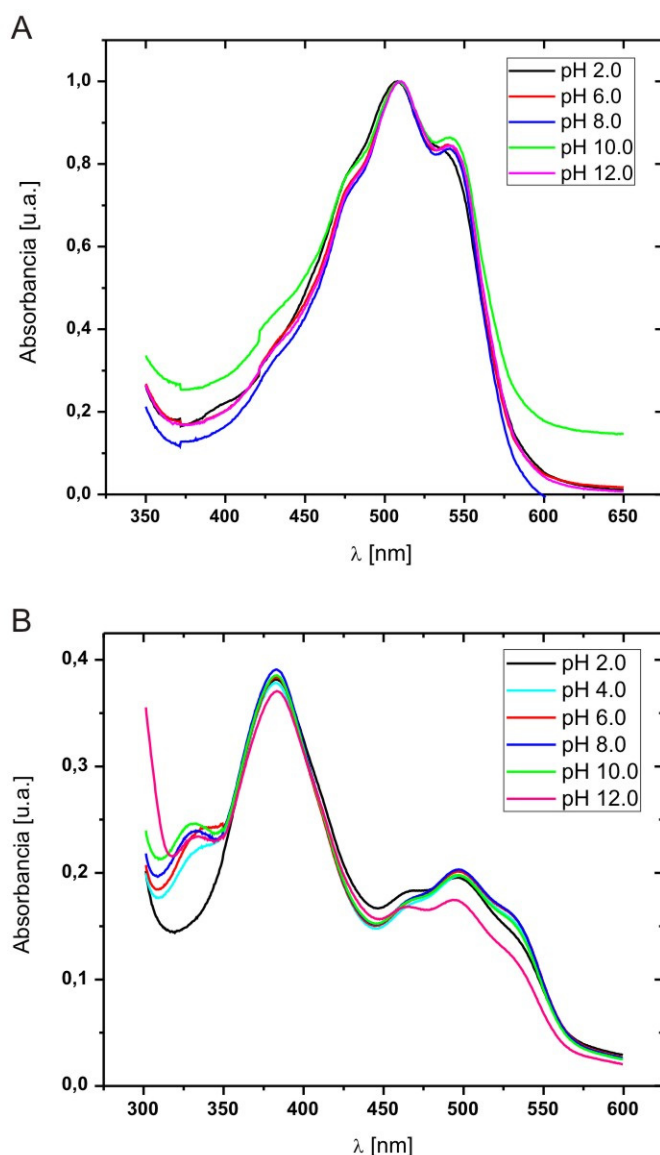 A
Absorbancia [u.a.]
1,0
0,8
0,6
0,4
0,2
0,0
pH 2.0
pH 6.0
pH 8.0
pH 10.0
pH 12.0
350 400 450 500 550 600 650
λ [nm]
B
Absorbancia [u.a.]
0,4
0,3
0,2
0,1
0,0
pH 2.0
pH 4.0
pH 6.0
pH 8.0
pH 10.0
pH 12.0
300 350 400 450 500 550 600
λ [nm]